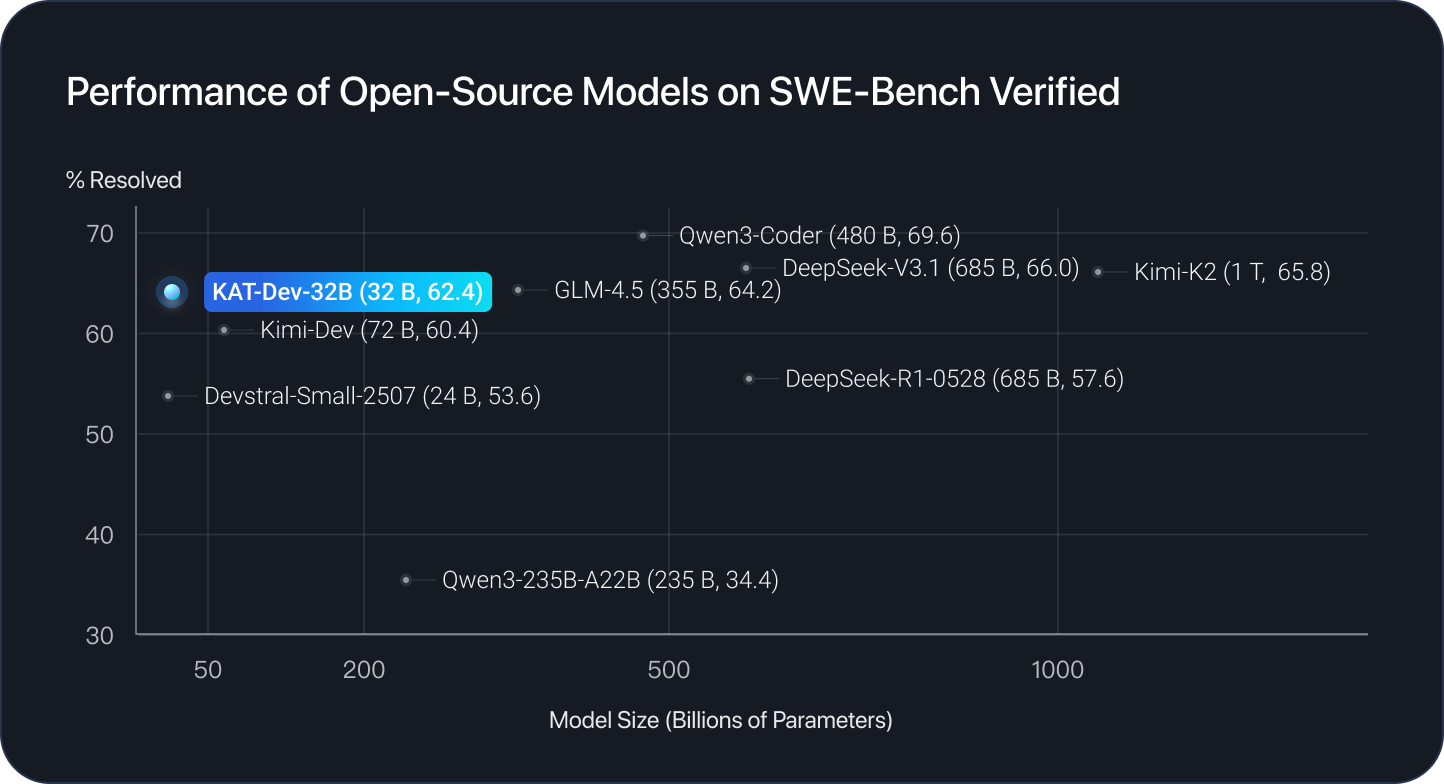 Performance of Open-Source Models on SWE-Bench Verified
% Resolved
70
Qwen3-Coder (480 B, 69.6)
DeepSeek-V3.1 (685 B, 66.0)
Kimi-K2 (1 T,  65.8)
KAT-Dev-32B (32 B, 62.4)
GLM-4.5 (355 B, 64.2)
60
Kimi-Dev (72 B, 60.4)
DeepSeek-R1-0528 (685 B, 57.6)
Devstral-Small-2507 (24 B, 53.6)
50
40
Qwen3-235B-A22B (235 B, 34.4)
30
50 200 500 1000
Model Size (Billions of Parameters)